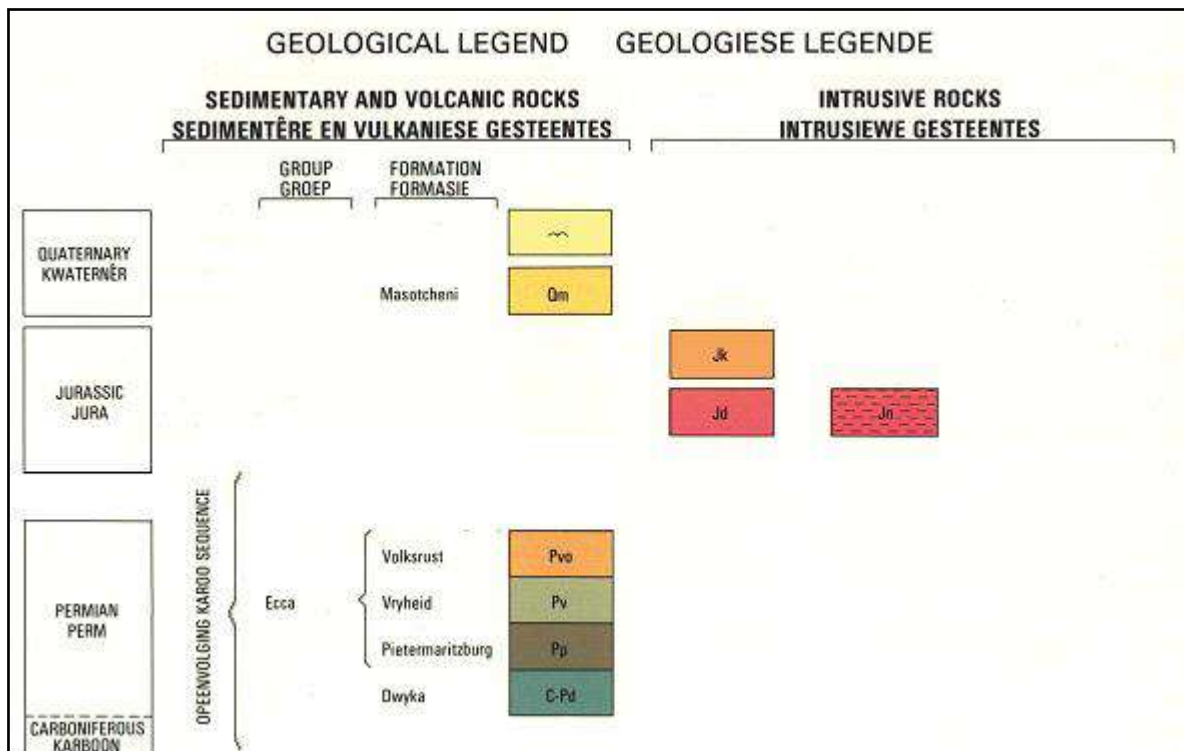 GEOLOGICAL LEGEND GEOLOGIESE LEGENDE
SEDIMENTARY AND VOLCANIC ROCKS
SEDIMENTÊRE EN VULKANIESE GESTEENTES
INTRUSIVE ROCKS
INTRUSIEWE GESTEENTES
GROUP
GROEP
FORMATION
FORMASIE
QUATERNARY
KWATERNÊR
Masotcheni
Qm
JURASSIC
JURA
Jk
Jd
Jn
OPEENVOLGING KAROO SEQUENCE
PERMIAN
PERM
Ecca
Volksrust
Pvo
Vryheid
Pv
Pietermaritzburg
Pp
Dwyka
C-Pd
CARBONIFEROUS
KARBOON